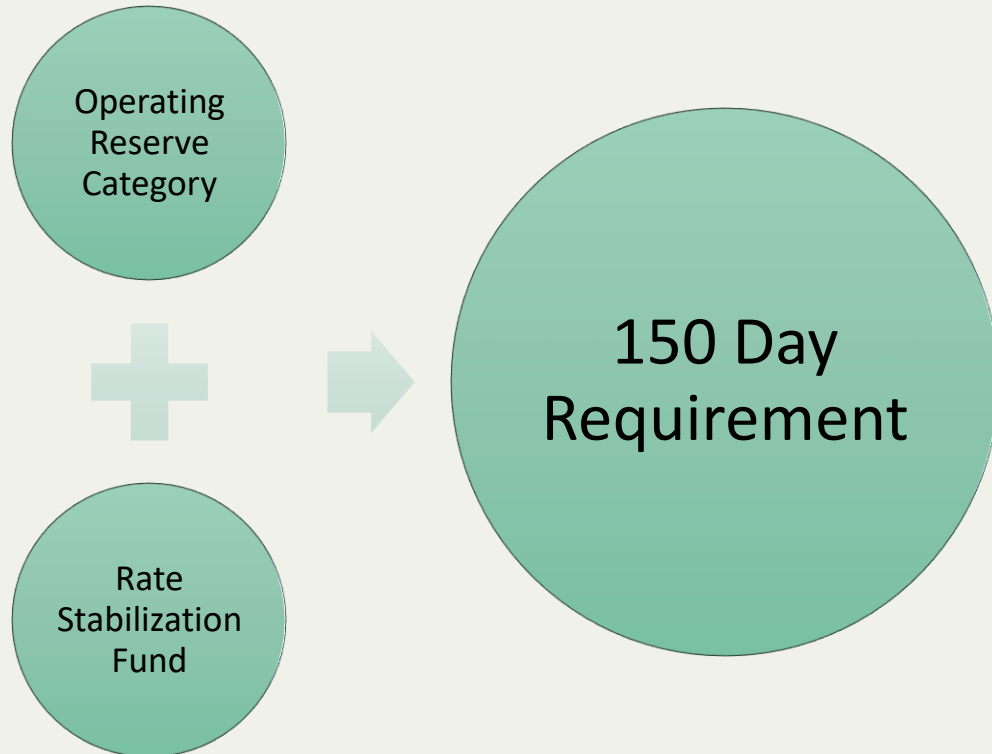 Operating
Reserve
Category
Rate
Stabilization
Fund
150 Day
Requirement